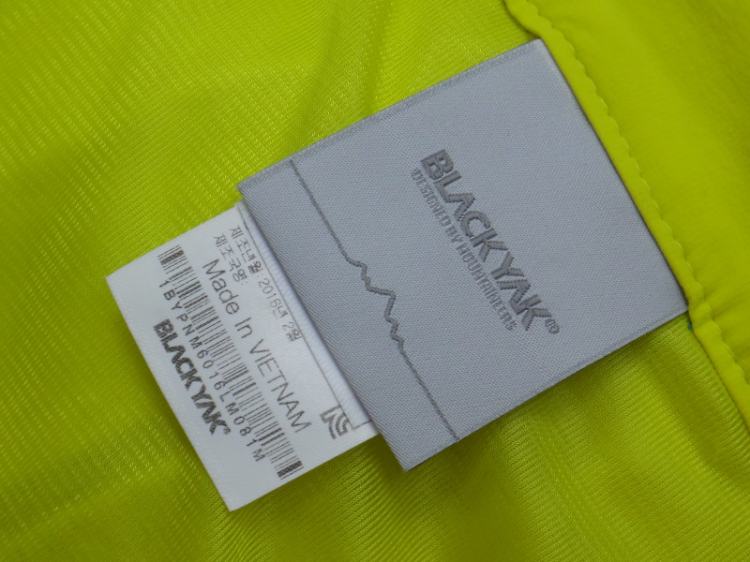 BLACKYAK®
DESIGNED BY MOUNTAINEERS
제조년월 2016년 2월
제조국명:
Made In VIETNAM
1BYPNM6016LM081M
BLACKYAK®